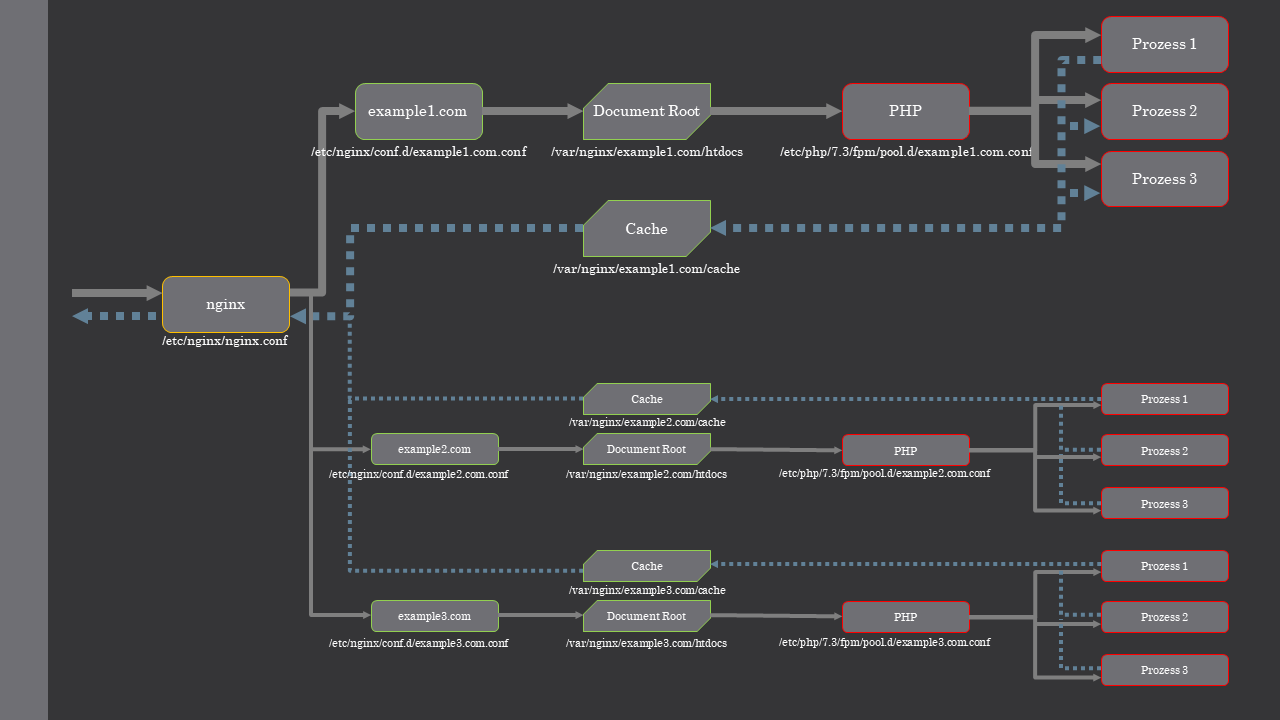 Prozess 1
example1.com
Document Root
PHP
Prozess 2
/etc/nginx/conf.d/example1.com.conf
/var/nginx/example1.com/htdocs
/etc/php/7.3/fpm/pool.d/example1.com.conf
Prozess 3
Cache
/var/nginx/example1.com/cache
nginx
/etc/nginx/nginx.conf
Cache
Prozess 1
/var/nginx/example2.com/cache
example2.com
Document Root
PHP
Prozess 2
/etc/nginx/conf.d/example2.com.conf
/var/nginx/example2.com/htdocs
/etc/php/7.3/fpm/pool.d/example2.com.conf
Prozess 3
Cache
Prozess 1
/var/nginx/example3.com/cache
example3.com
Document Root
PHP
Prozess 2
/etc/nginx/conf.d/example3.com.conf
/var/nginx/example3.com/htdocs
/etc/php/7.3/fpm/pool.d/example3.com.conf
Prozess 3